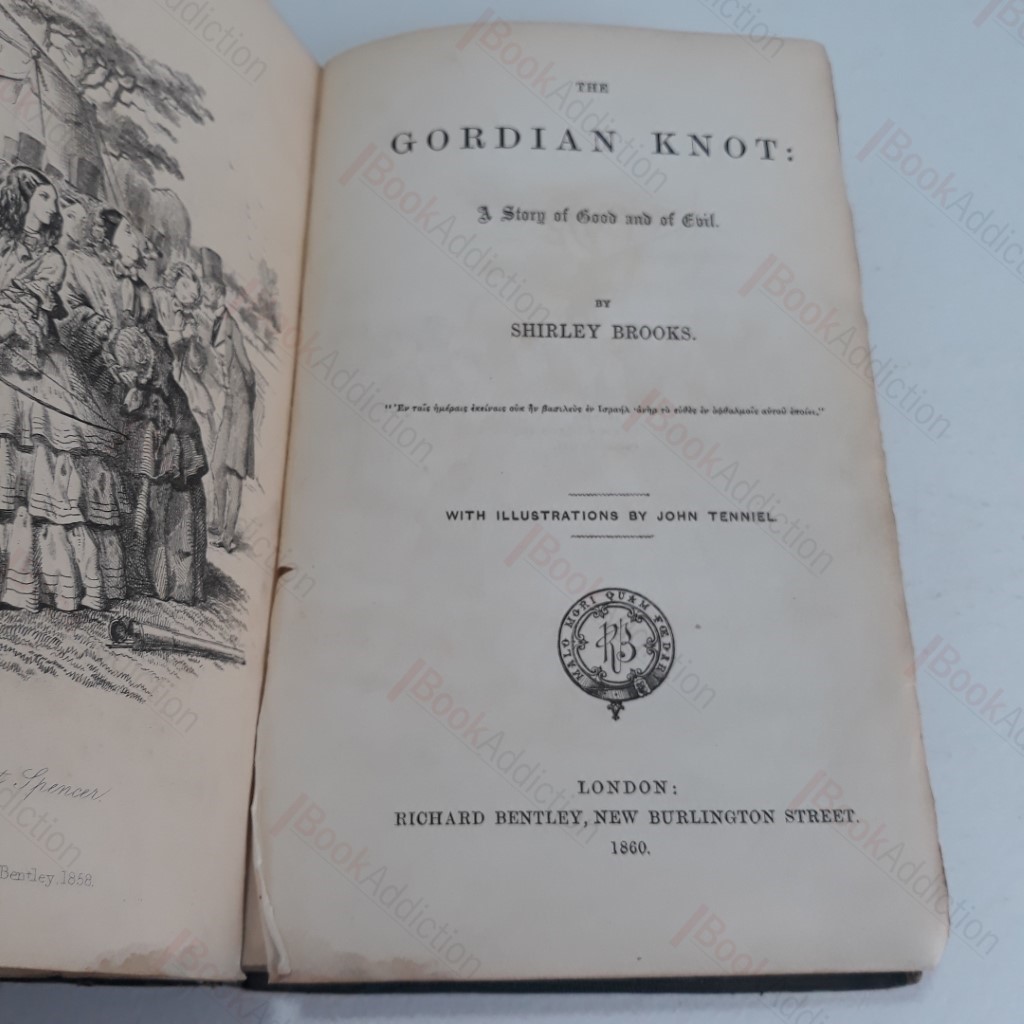 THE
GORDIAN KNOT:
A Story of Good and of Evil.
BY
SHIRLEY BROOKS.
"Ἐν ταῖς ἡμέραις ἐκείναις οὐκ ἦν βασιλεὺς ἐν Ισραήλ ·ἀνὴρ τὸ εὐθὲς ἐν ὀφθαλμοῖς αὐτοῦ ἐποίει."
WITH ILLUSTRATIONS BY JOHN TENNIEL
MALO MORI QUAM FŒDARI
RB
LONDON:
RICHARD BENTLEY, NEW BURLINGTON STREET.
1860.
Spencer.
Bentley. 1858.
BookAddiction